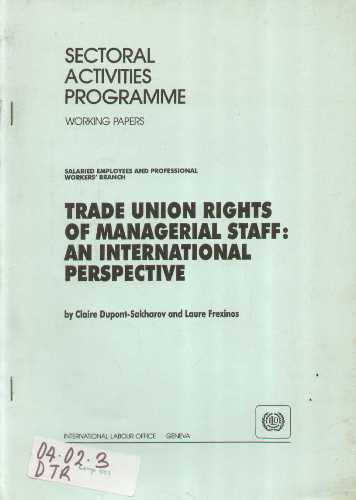 SECTORAL
ACTIVITIES
PROGRAMME
WORKING PAPERS
SALARIED EMPLOYEES AND PROFESSIONAL
WORKERS' BRANCH
TRADE UNION RIGHTS
OF MANAGERIAL STAFF:
AN INTERNATIONAL
PERSPECTIVE
by Claire Dupont-Sakharov and Laure Frexinos
INTERNATIONAL LABOUR OFFICE GENEVA
04.02.3
DTR